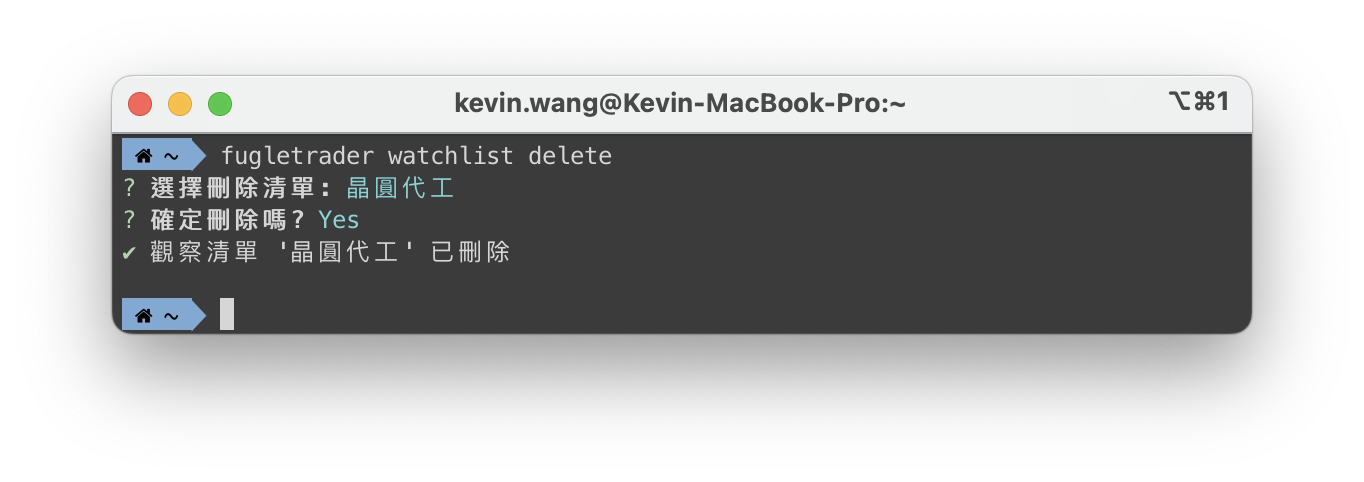 kevin.wang@Kevin-MacBook-Pro:~
⌥⌘1
~ fugletrader watchlist delete
? 選擇刪除清單: 晶圓代工
? 確定刪除嗎? Yes
✔ 觀察清單 '晶圓代工' 已刪除
~